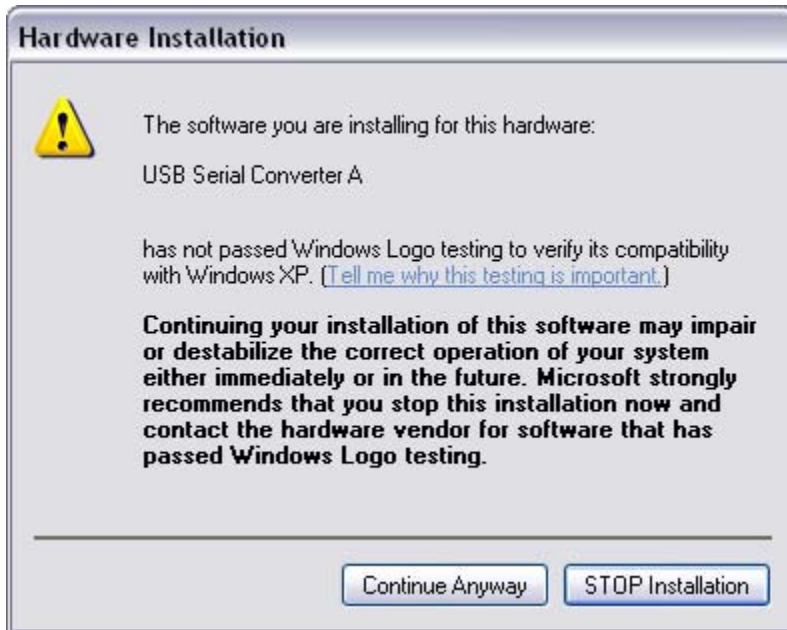 Hardware Installation
The software you are installing for this hardware:
USB Serial Converter A
has not passed Windows Logo testing to verify its compatibility
with Windows XP. (Tell me why this testing is important.)
Continuing your installation of this software may impair
or destabilize the correct operation of your system
either immediately or in the future. Microsoft strongly
recommends that you stop this installation now and
contact the hardware vendor for software that has
passed Windows Logo testing.
Continue Anyway STOP Installation